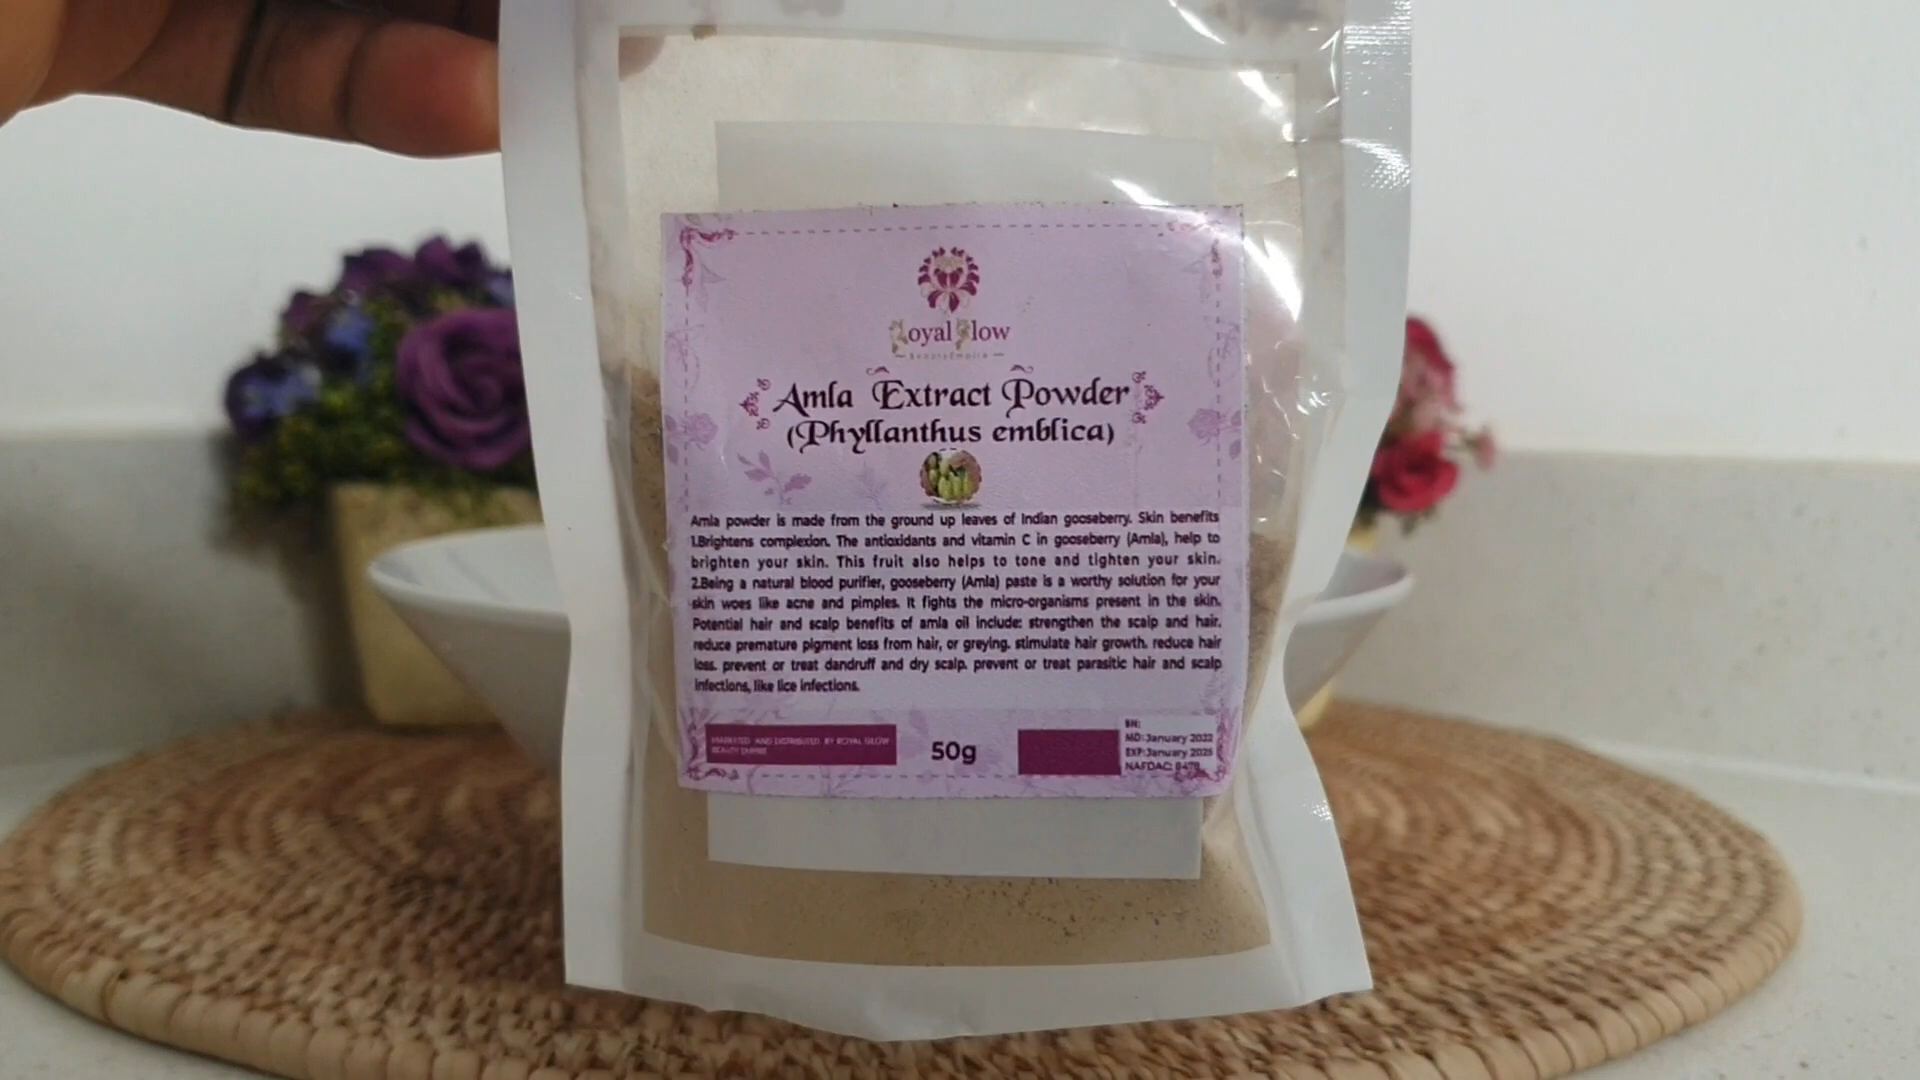 Royal Glow
BeautyEmpire
Amla Extract Powder
(Phyllanthus emblica)
Amla powder is made from the ground up leaves of Indian gooseberry. Skin benefits
1.Brightens complexion. The antioxidants and vitamin C in gooseberry (Amla), help to
brighten your skin. This fruit also helps to tone and tighten your skin.
2.Being a natural blood purifier, gooseberry (Amla) paste is a worthy solution for your
skin woes like acne and pimples. It fights the micro-organisms present in the skin.
Potential hair and scalp benefits of amla oil include: strengthen the scalp and hair.
reduce premature pigment loss from hair, or greying. stimulate hair growth. reduce hair
loss. prevent or treat dandruff and dry scalp. prevent or treat parasitic hair and scalp
infections, like lice infections.
MARKETED AND DISTRIBUTED BY ROYAL GLOW
BEAUTY EMPIRE
50g
BN:
MD:January 2022
EXP:January 2025
NAFDAC: